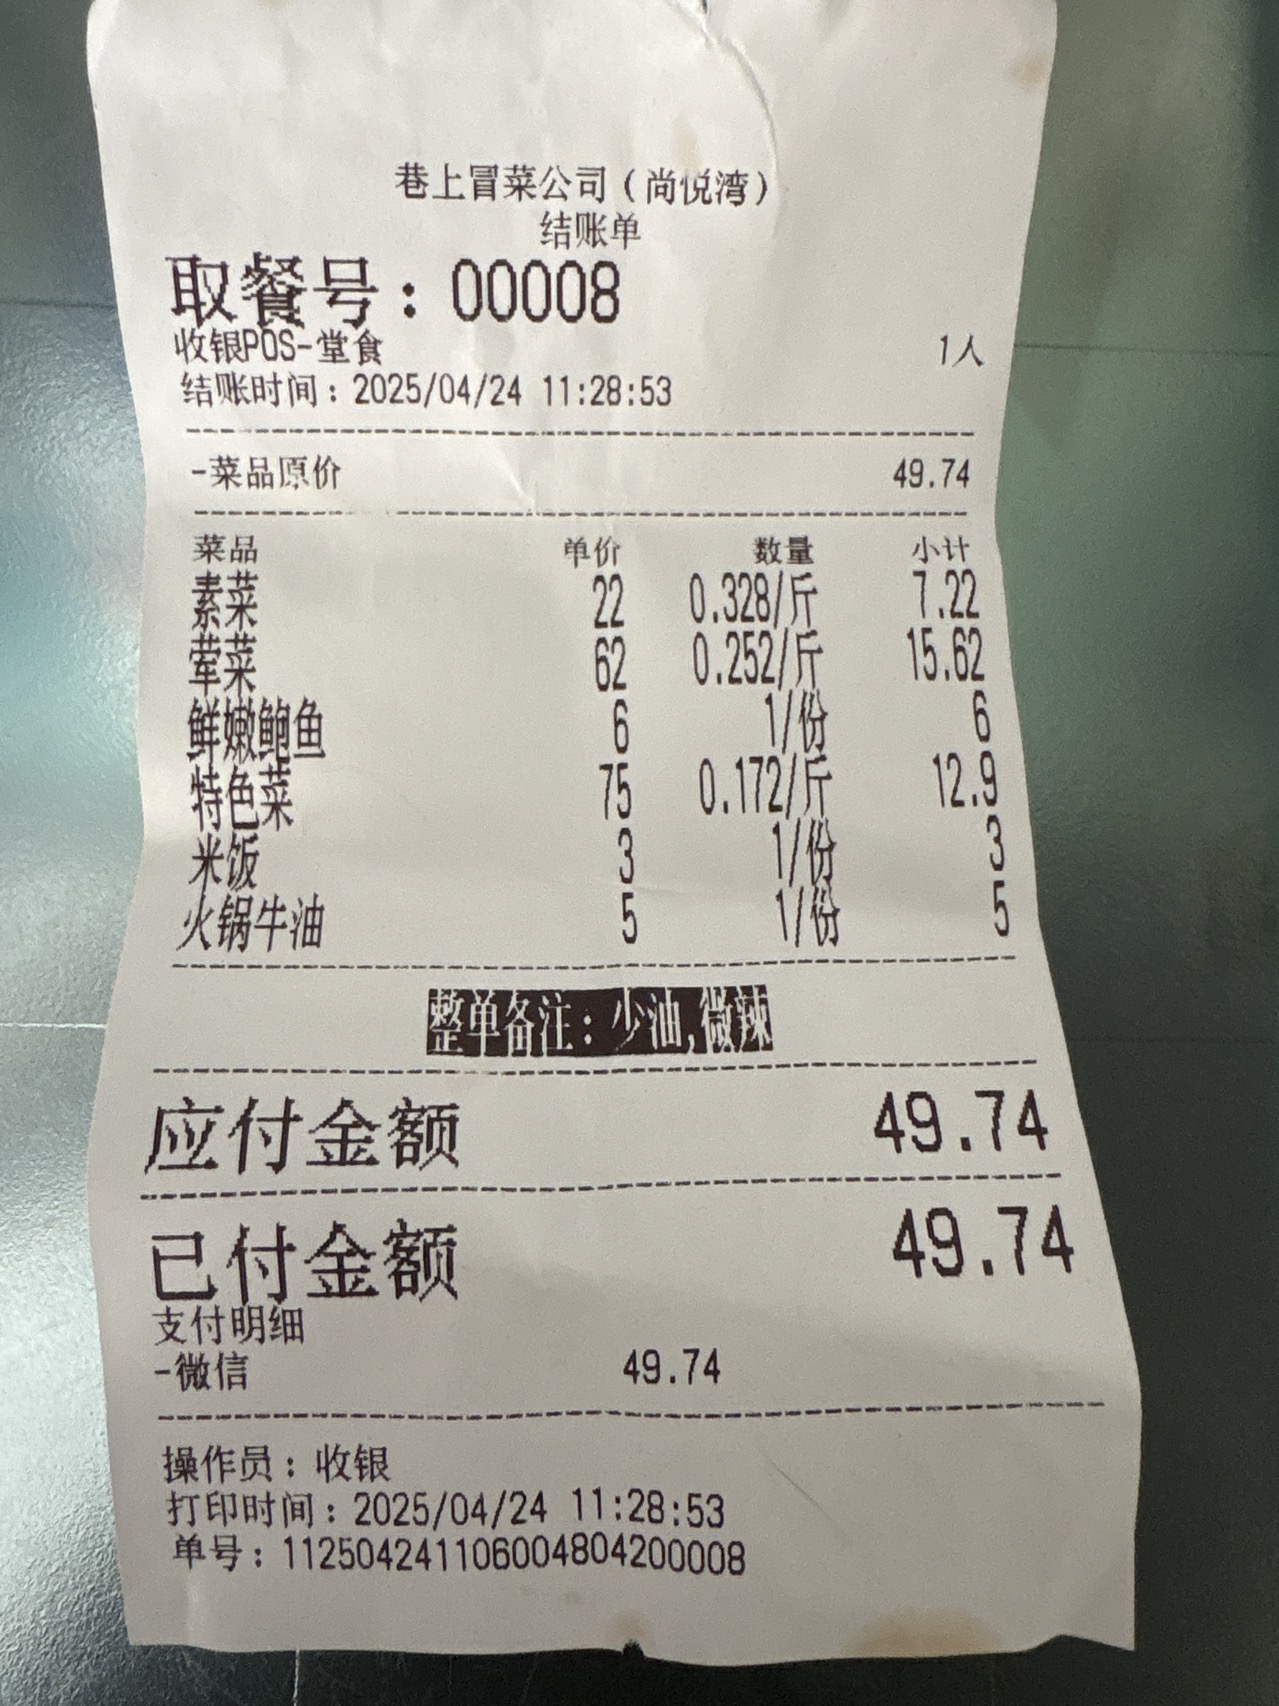 巷上冒菜公司（尚悦湾）
结账单
取餐号：00008
收银POS-堂食 1人
结账时间：2025/04/24 11:28:53
-菜品原价 49.74
菜品 单价 数量 小计
素菜 22 0.328/斤 7.22
荤菜 62 0.252/斤 15.62
鲜嫩鲍鱼 6 1/份 6
特色菜 75 0.172/斤 12.9
米饭 3 1/份 3
火锅牛油 5 1/份 5
整单备注：少油,微辣
应付金额 49.74
已付金额 49.74
支付明细
-微信 49.74
操作员：收银
打印时间：2025/04/24 11:28:53
单号：112504241106004804200008